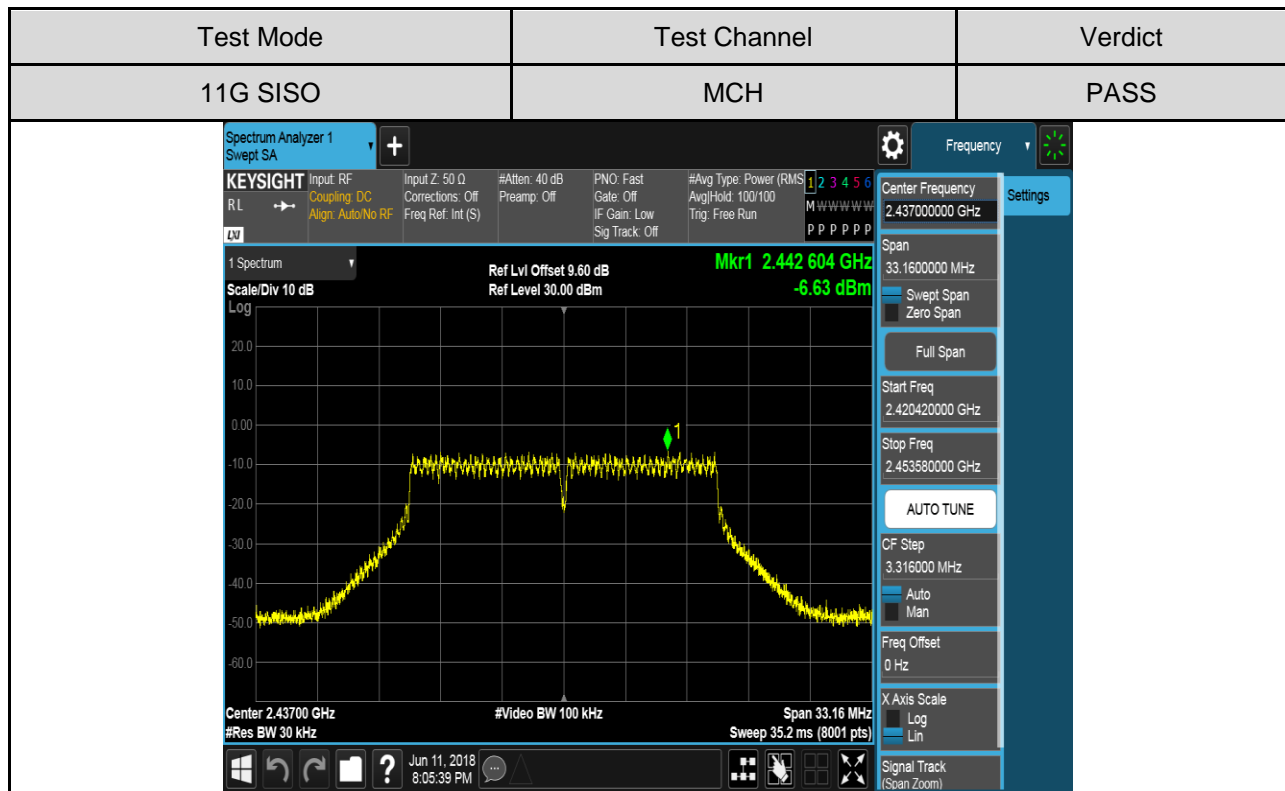 Test Mode Test Channel Verdict
11G SISO MCH PASS
Spectrum Analyzer 1
Swept SA
+
Frequency
KEYSIGHT
RL
LXI
Input: RF
Coupling: DC
Align: Auto/No RF
Input Z: 50 Ω
Corrections: Off
Freq Ref: Int (S)
#Atten: 40 dB
Preamp: Off
PNO: Fast
Gate: Off
IF Gain: Low
Sig Track: Off
#Avg Type: Power (RMS
Avg|Hold: 100/100
Trig: Free Run
1 2 3 4 5 6
M W W W W W
P P P P P P
1 Spectrum
Scale/Div 10 dB
Ref Lvl Offset 9.60 dB
Ref Level 30.00 dBm
Mkr1 2.442 604 GHz
-6.63 dBm
Log
20.0
10.0
0.00
-10.0
-20.0
-30.0
-40.0
-50.0
-60.0
1
Center 2.43700 GHz
#Res BW 30 kHz
#Video BW 100 kHz
Span 33.16 MHz
Sweep 35.2 ms (8001 pts)
?
Jun 11, 2018
8:05:39 PM
Center Frequency
2.437000000 GHz
Span
33.1600000 MHz
Swept Span
Zero Span
Full Span
Start Freq
2.420420000 GHz
Stop Freq
2.453580000 GHz
AUTO TUNE
CF Step
3.316000 MHz
Auto
Man
Freq Offset
0 Hz
X Axis Scale
Log
Lin
Signal Track
(Span Zoom)
Settings